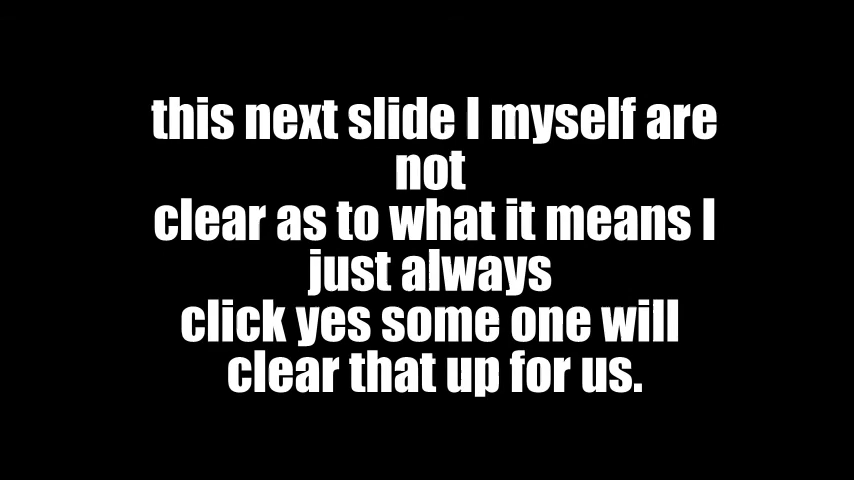 this next slide I myself are
not
clear as to what it means I
just always
click yes some one will
clear that up for us.